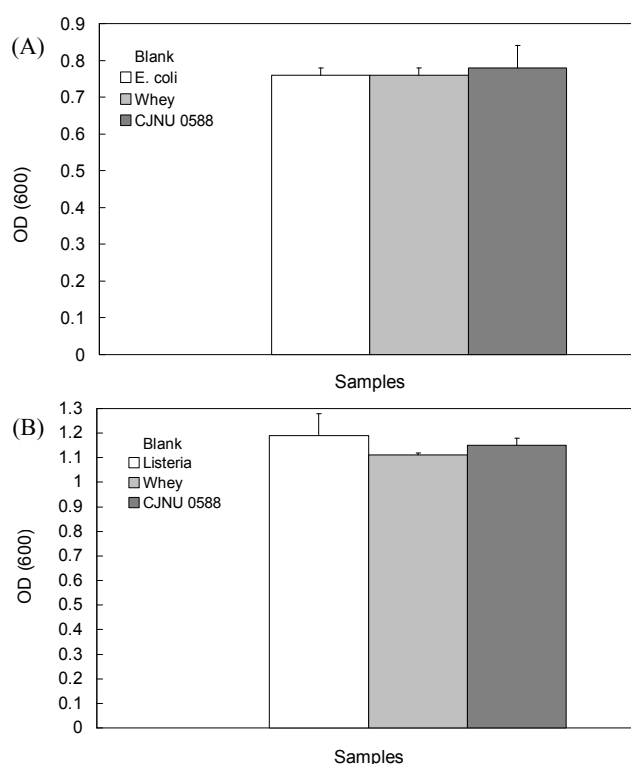 (A)
0.9
0.8
0.7
0.6
0.5
0.4
0.3
0.2
0.1
0
OD (600)
Blank
E. coli
Whey
CJNU 0588
Samples
(B)
1.3
1.2
1.1
1
0.9
0.8
0.7
0.6
0.5
0.4
0.3
0.2
0.1
0
OD (600)
Blank
Listeria
Whey
CJNU 0588
Samples